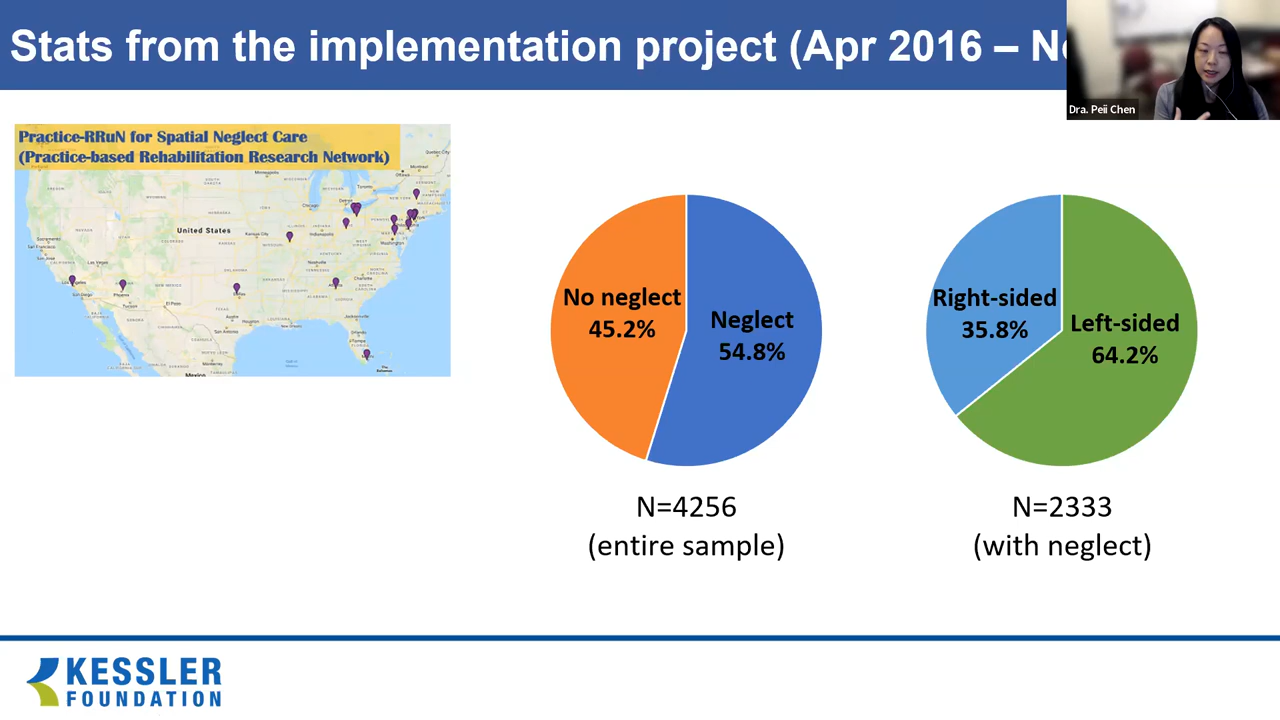 Stats from the implementation project (Apr 2016 –
Dra. Peii Chen
Practice-RRuN for Spatial Neglect Care
(Practice-based Rehabilitation Research Network)
United States
No neglect
45.2%
Neglect
54.8%
Right-sided
35.8%
Left-sided
64.2%
N=4256
(entire sample)
N=2333
(with neglect)
KESSLER
FOUNDATION